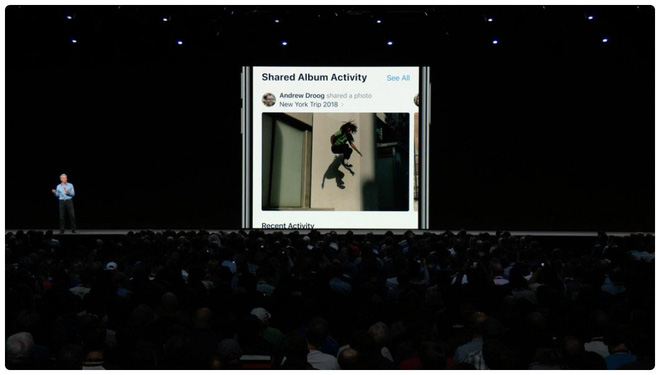 Shared Album Activity See All
Andrew Droog shared a photo
New York Trip 2018 >
Recent Activity